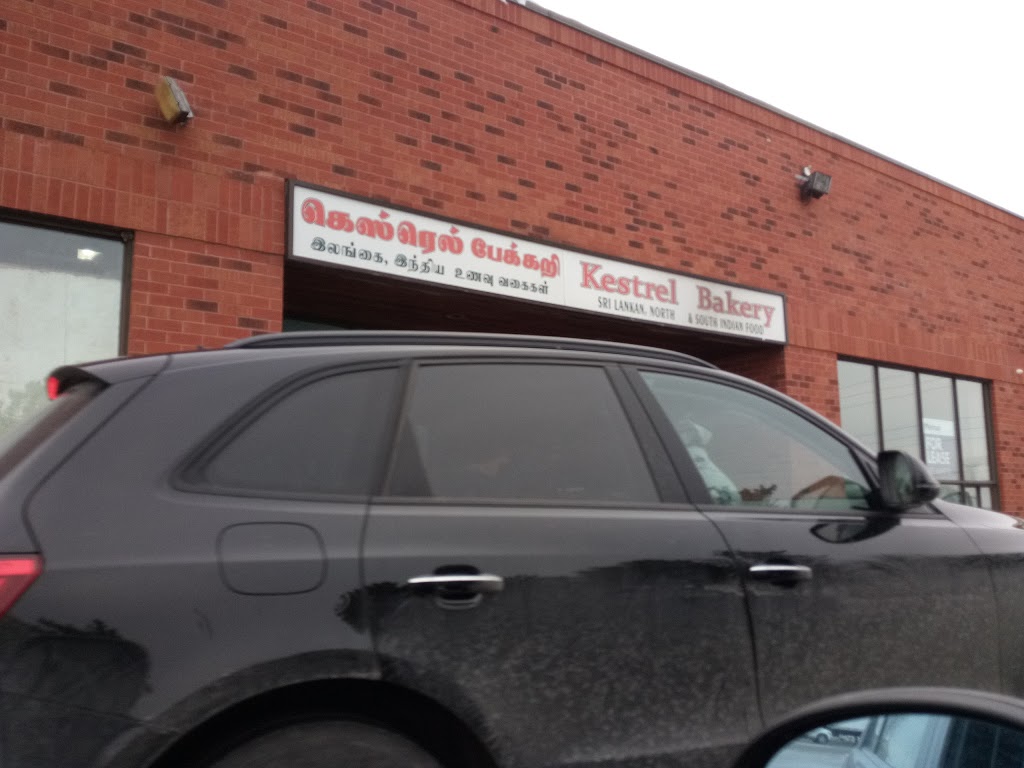 கெஸ்ரெல் பேக்கறி
இலங்கை, இந்திய உணவு வகைகள்
Kestrel Bakery
SRI LANKAN, NORTH & SOUTH INDIAN FOOD
FOR
LEASE